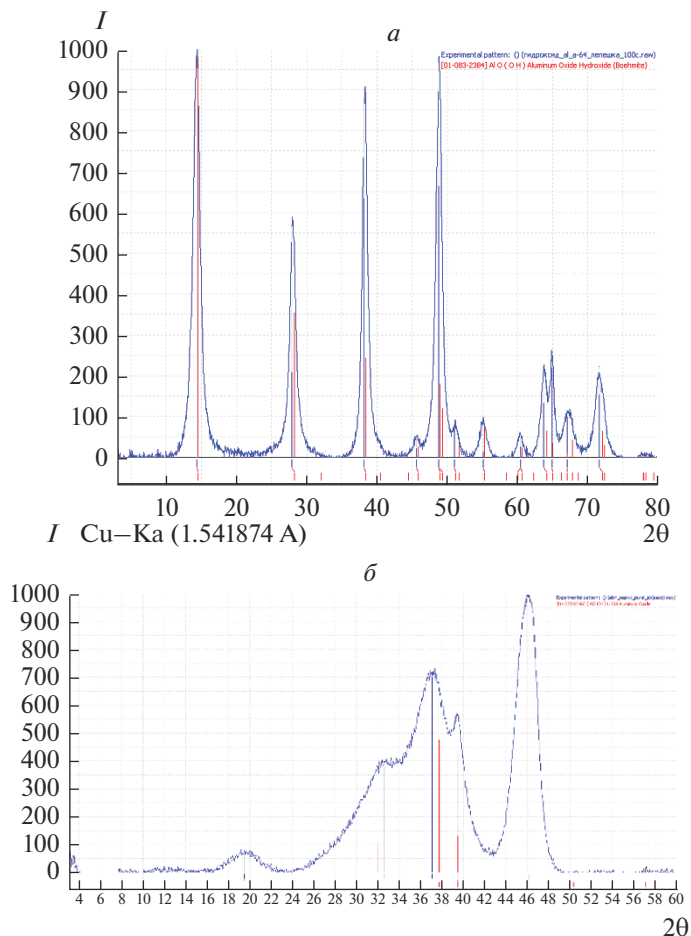 I
а
Experimental pattern: () (гидроксид_al_a-64_лепешка_100c.raw)
[01-083-2384] Al O ( O H ) Aluminum Oxide Hydroxide (Boehmite)
1000
900
800
700
600
500
400
300
200
100
0
10 20 30 40 50 60 70 80
I Cu–Ka (1.541874 A) 2θ
б
Experimental pattern: ()
Aluminum Oxide
1000
900
800
700
600
500
400
300
200
100
0
4 6 8 10 12 14 16 18 20 22 24 26 28 30 32 34 36 38 40 42 44 46 48 50 52 54 56 58 60
2θ